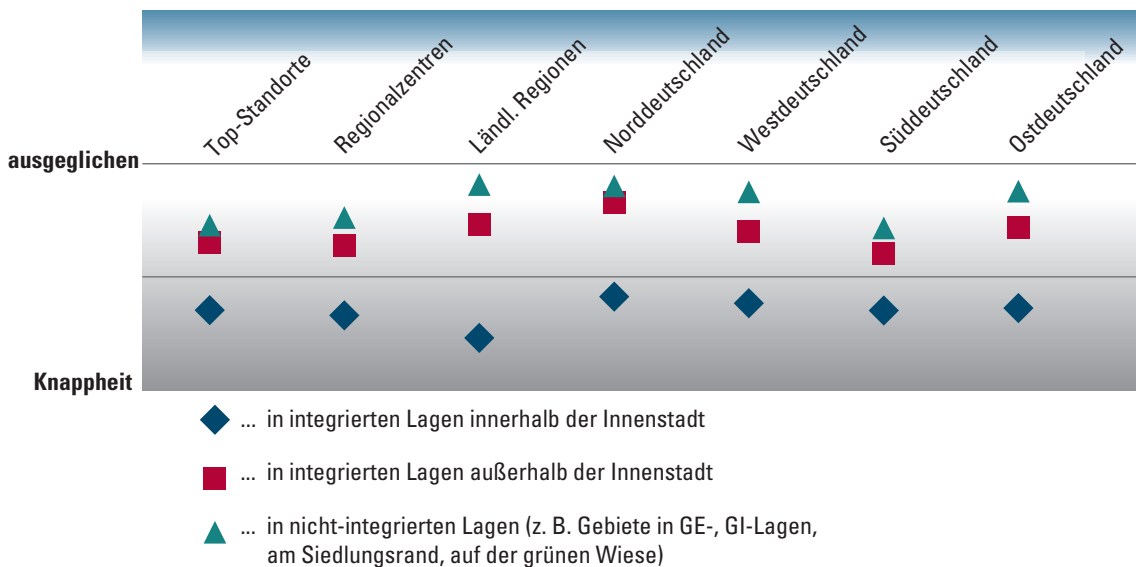 Top-Standorte
Regionalzentren
Ländl. Regionen
Norddeutschland
Westdeutschland
Süddeutschland
Ostdeutschland
ausgeglichen
Knappheit
... in integrierten Lagen innerhalb der Innenstadt
... in integrierten Lagen außerhalb der Innenstadt
... in nicht-integrierten Lagen (z. B. Gebiete in GE-, GI-Lagen,
am Siedlungsrand, auf der grünen Wiese)